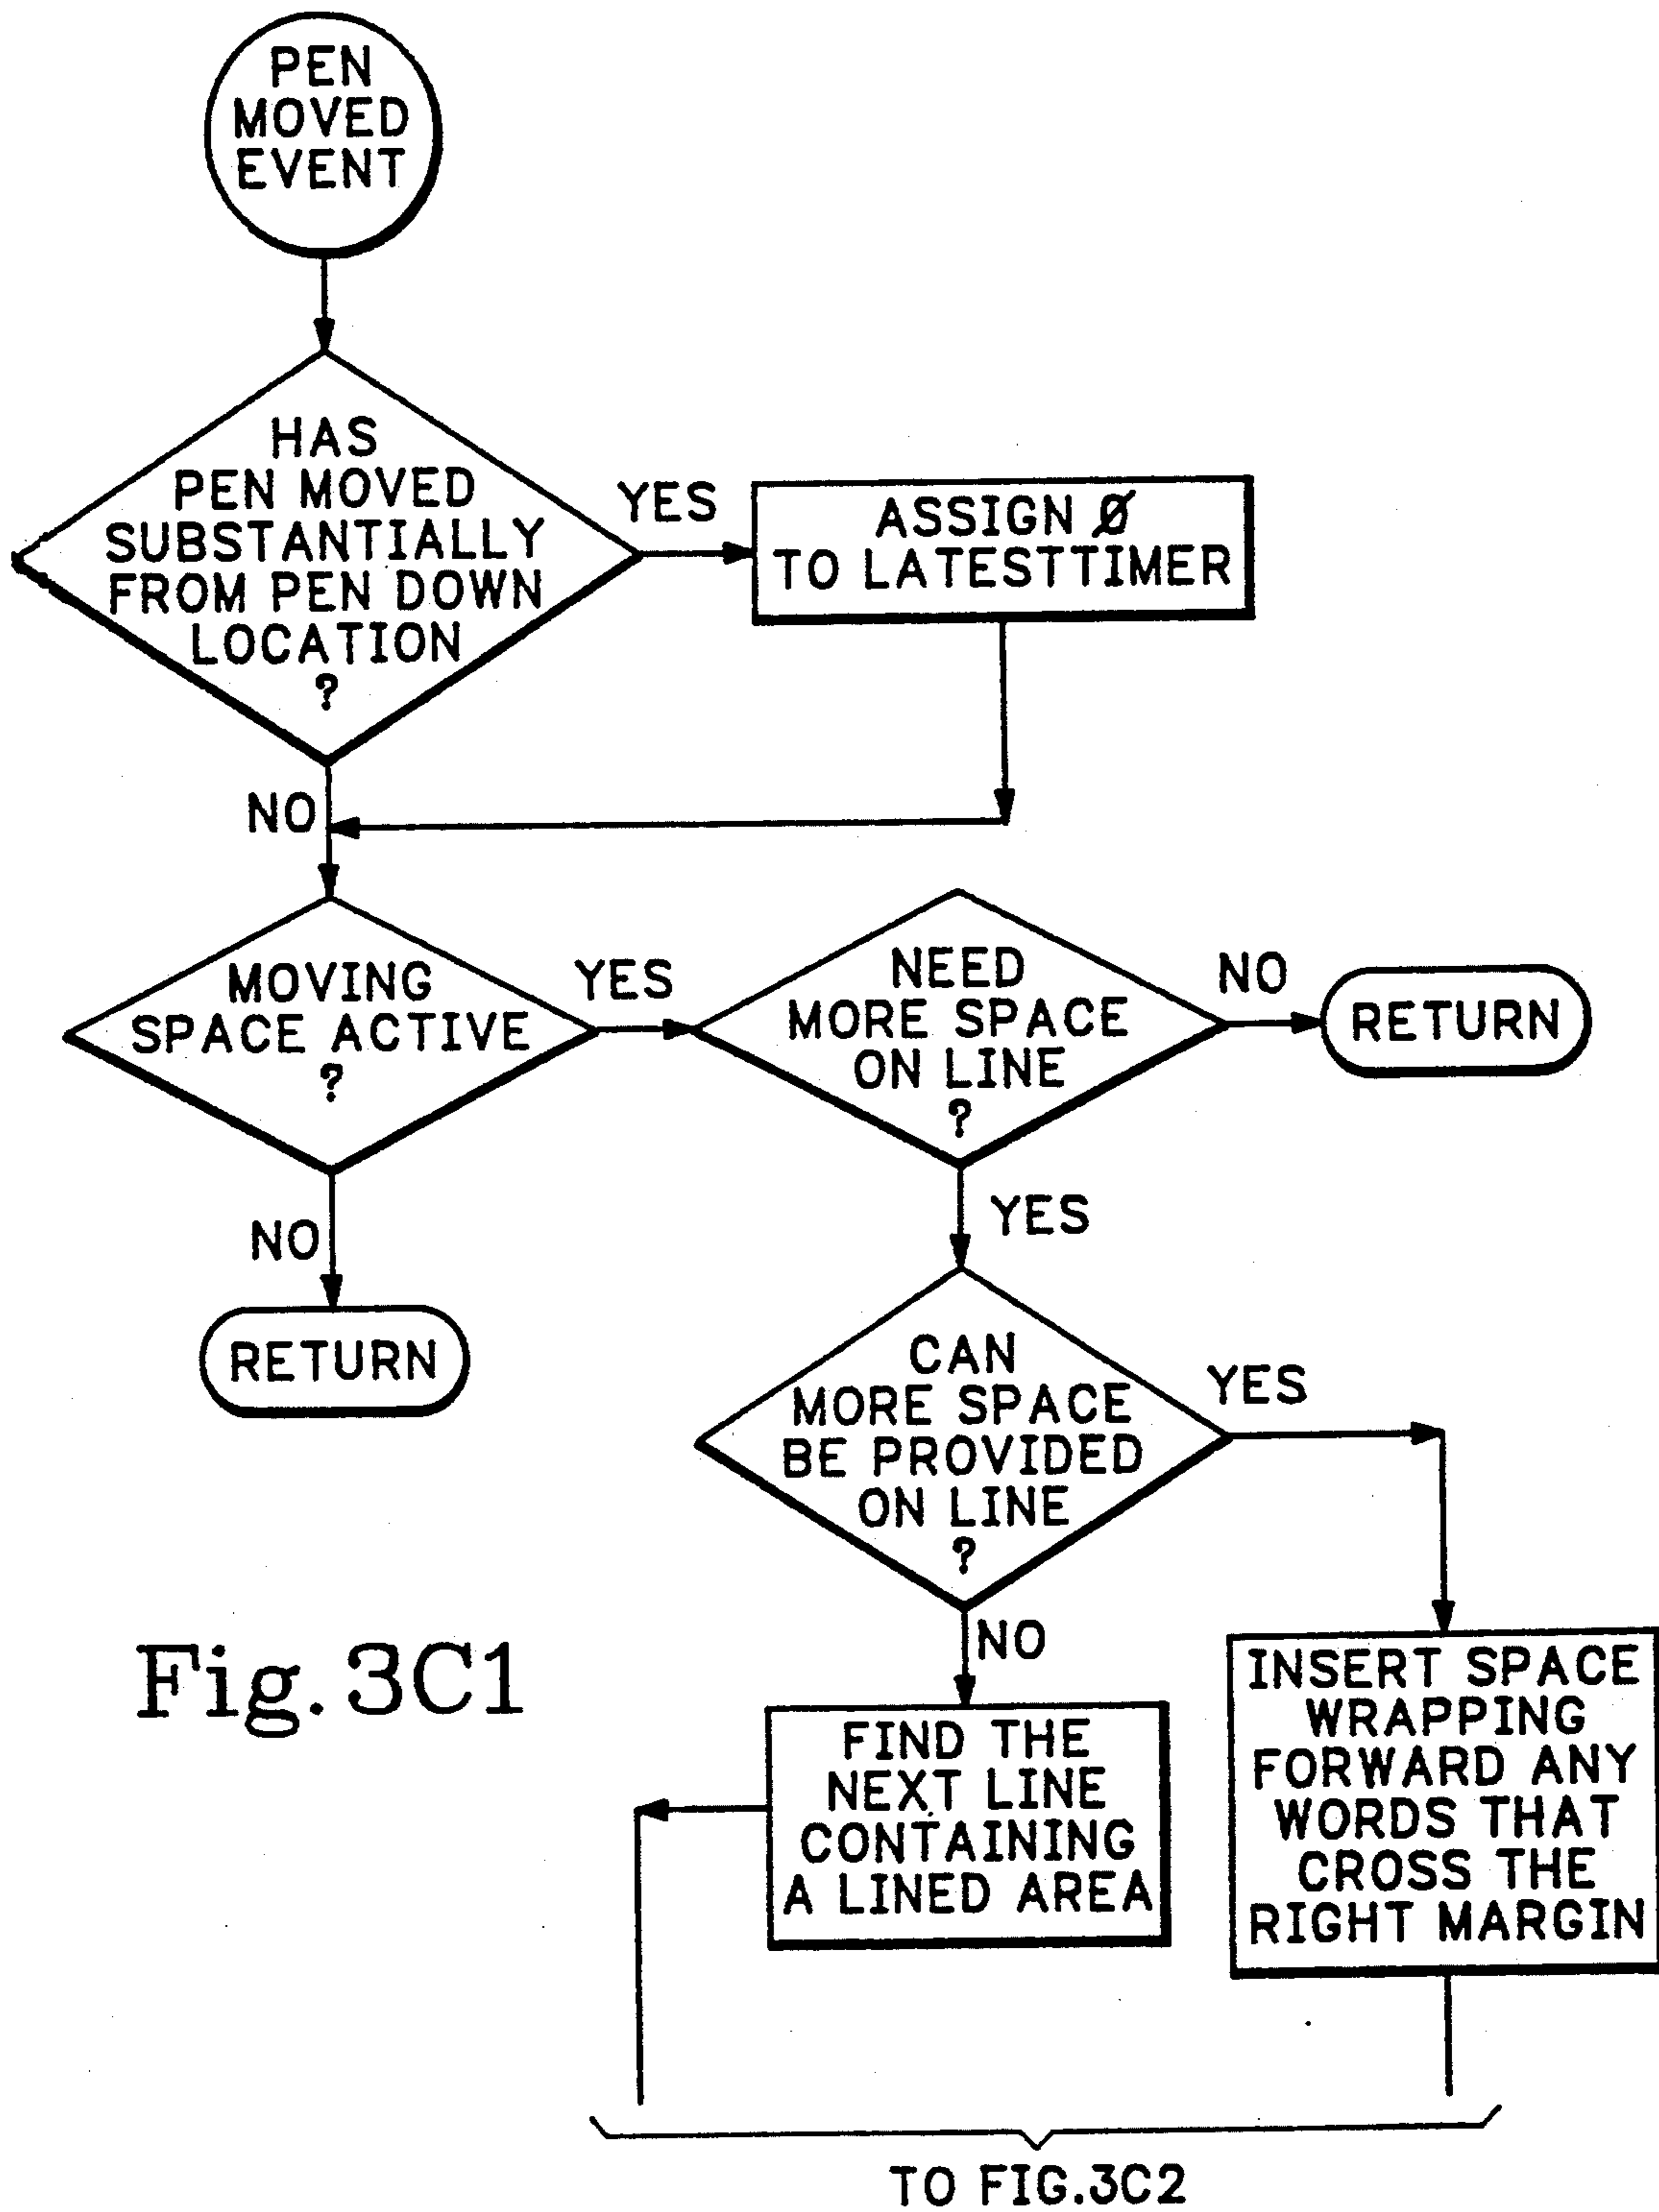 PEN
MOVED
EVENT
HAS
PEN MOVED
SUBSTANTIALLY
FROM PEN DOWN
LOCATION
?
YES
ASSIGN Ø
TO LATESTTIMER
NO
MOVING
SPACE ACTIVE
?
YES
NEED
MORE SPACE
ON LINE
?
NO
RETURN
NO
RETURN
YES
CAN
MORE SPACE
BE PROVIDED
ON LINE
?
YES
NO
FIND THE
NEXT LINE
CONTAINING
A LINED AREA
INSERT SPACE
WRAPPING
FORWARD ANY
WORDS THAT
CROSS THE
RIGHT MARGIN
Fig. 3C1
TO FIG.3C2